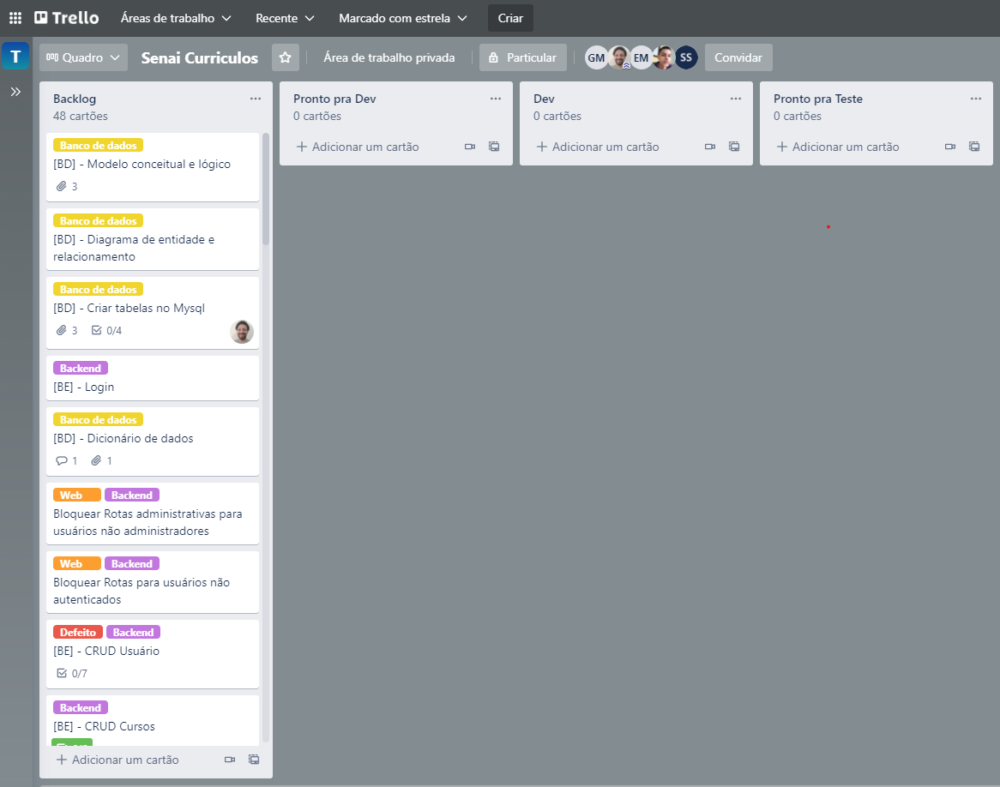 Trello
Áreas de trabalho
Recente
Marcado com estrela
Criar
T
Quadro
Senai Curriculos
Área de trabalho privada
Particular
GM
EM
SS
Convidar
Backlog
48 cartões
Banco de dados
[BD] - Modelo conceitual e lógico
3
Banco de dados
[BD] - Diagrama de entidade e
relacionamento
Banco de dados
[BD] - Criar tabelas no Mysql
3 0/4
Backend
[BE] - Login
Banco de dados
[BD] - Dicionário de dados
1 1
Web Backend
Bloquear Rotas administrativas para
usuários não administradores
Web Backend
Bloquear Rotas para usuários não
autenticados
Defeito Backend
[BE] - CRUD Usuário
0/7
Backend
[BE] - CRUD Cursos
Adicionar um cartão
Pronto pra Dev
0 cartões
Adicionar um cartão
Dev
0 cartões
Adicionar um cartão
Pronto pra Teste
0 cartões
Adicionar um cartão